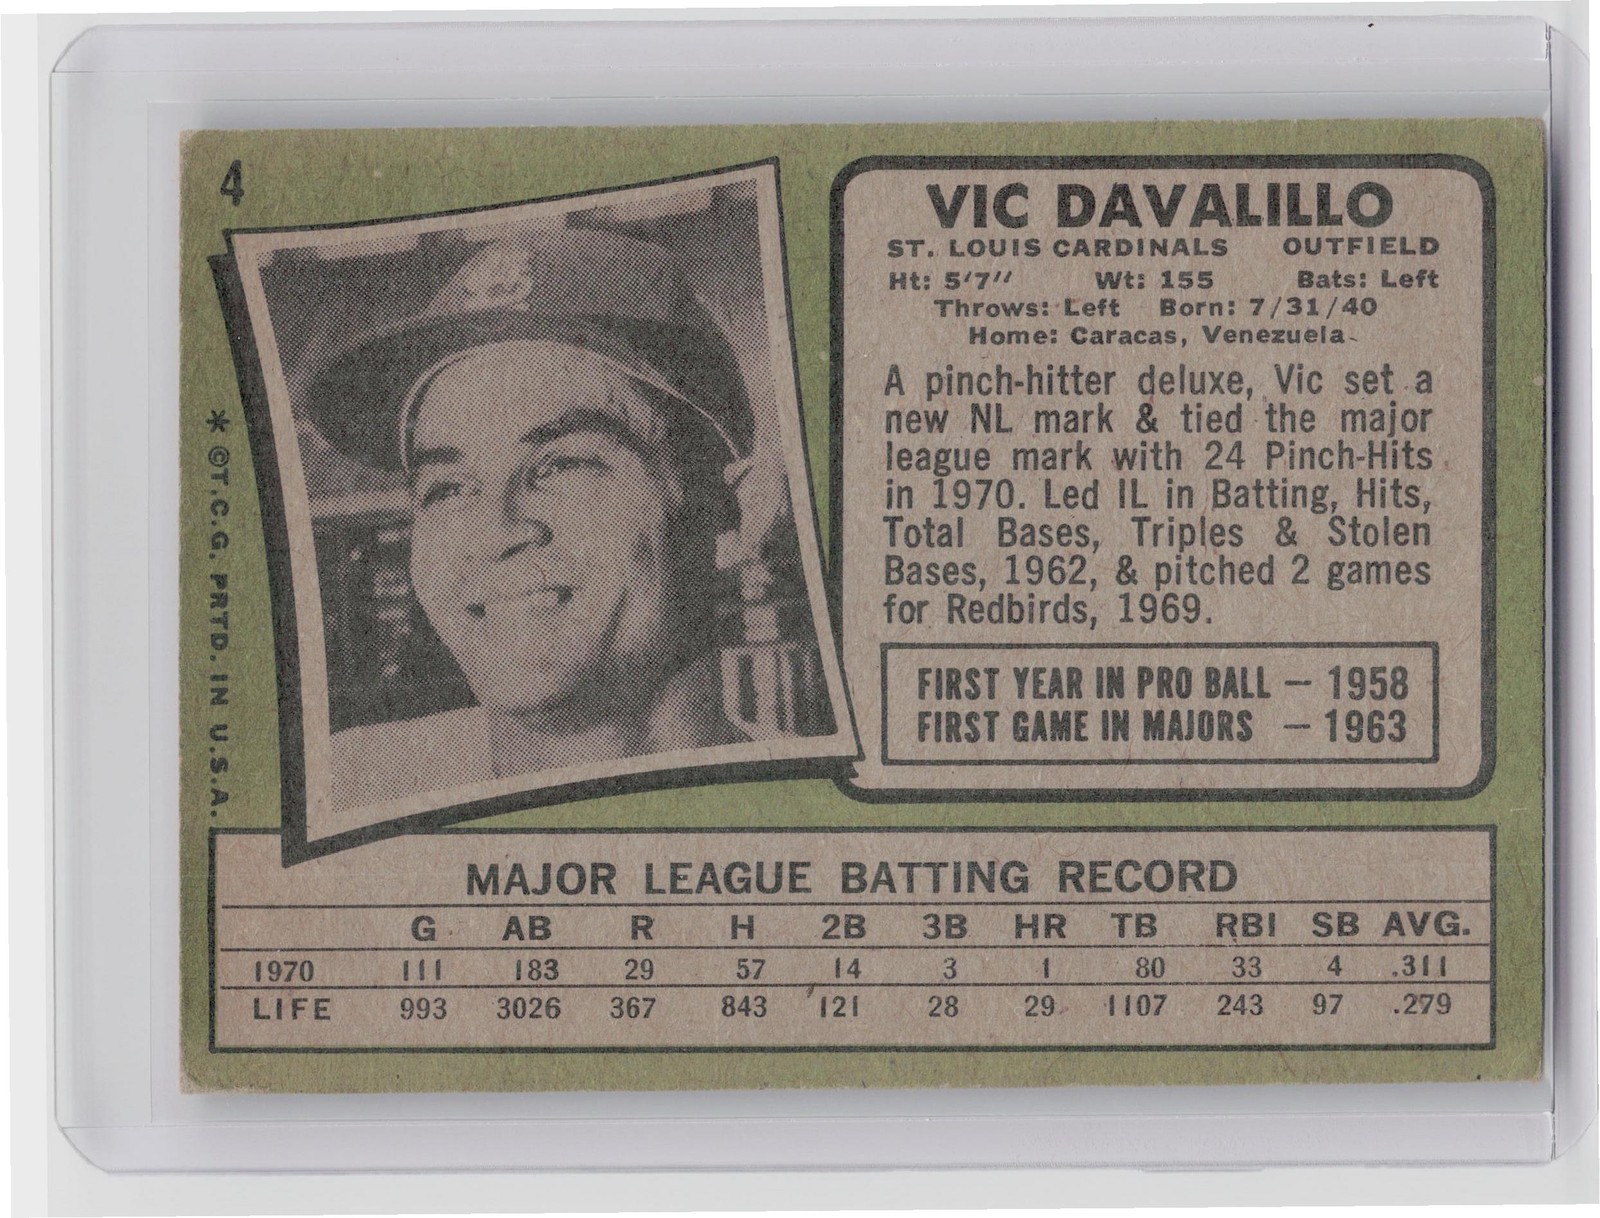 4
VIC DAVALILLO
ST. LOUIS CARDINALS OUTFIELD
Ht: 5'7" Wt: 155 Bats: Left
Throws: Left Born: 7/31/40
Home: Caracas, Venezuela
A pinch-hitter deluxe, Vic set a
new NL mark & tied the major
league mark with 24 Pinch-Hits
in 1970. Led IL in Batting, Hits,
Total Bases, Triples & Stolen
Bases, 1962, & pitched 2 games
for Redbirds, 1969.
FIRST YEAR IN PRO BALL — 1958
FIRST GAME IN MAJORS — 1963
* ©T.C.G. PRTD. IN U.S.A.
MAJOR LEAGUE BATTING RECORD
G AB R H 2B 3B HR TB RBI SB AVG.
1970 111 183 29 57 14 3 1 80 33 4 .311
LIFE 993 3026 367 843 121 28 29 1107 243 97 .279